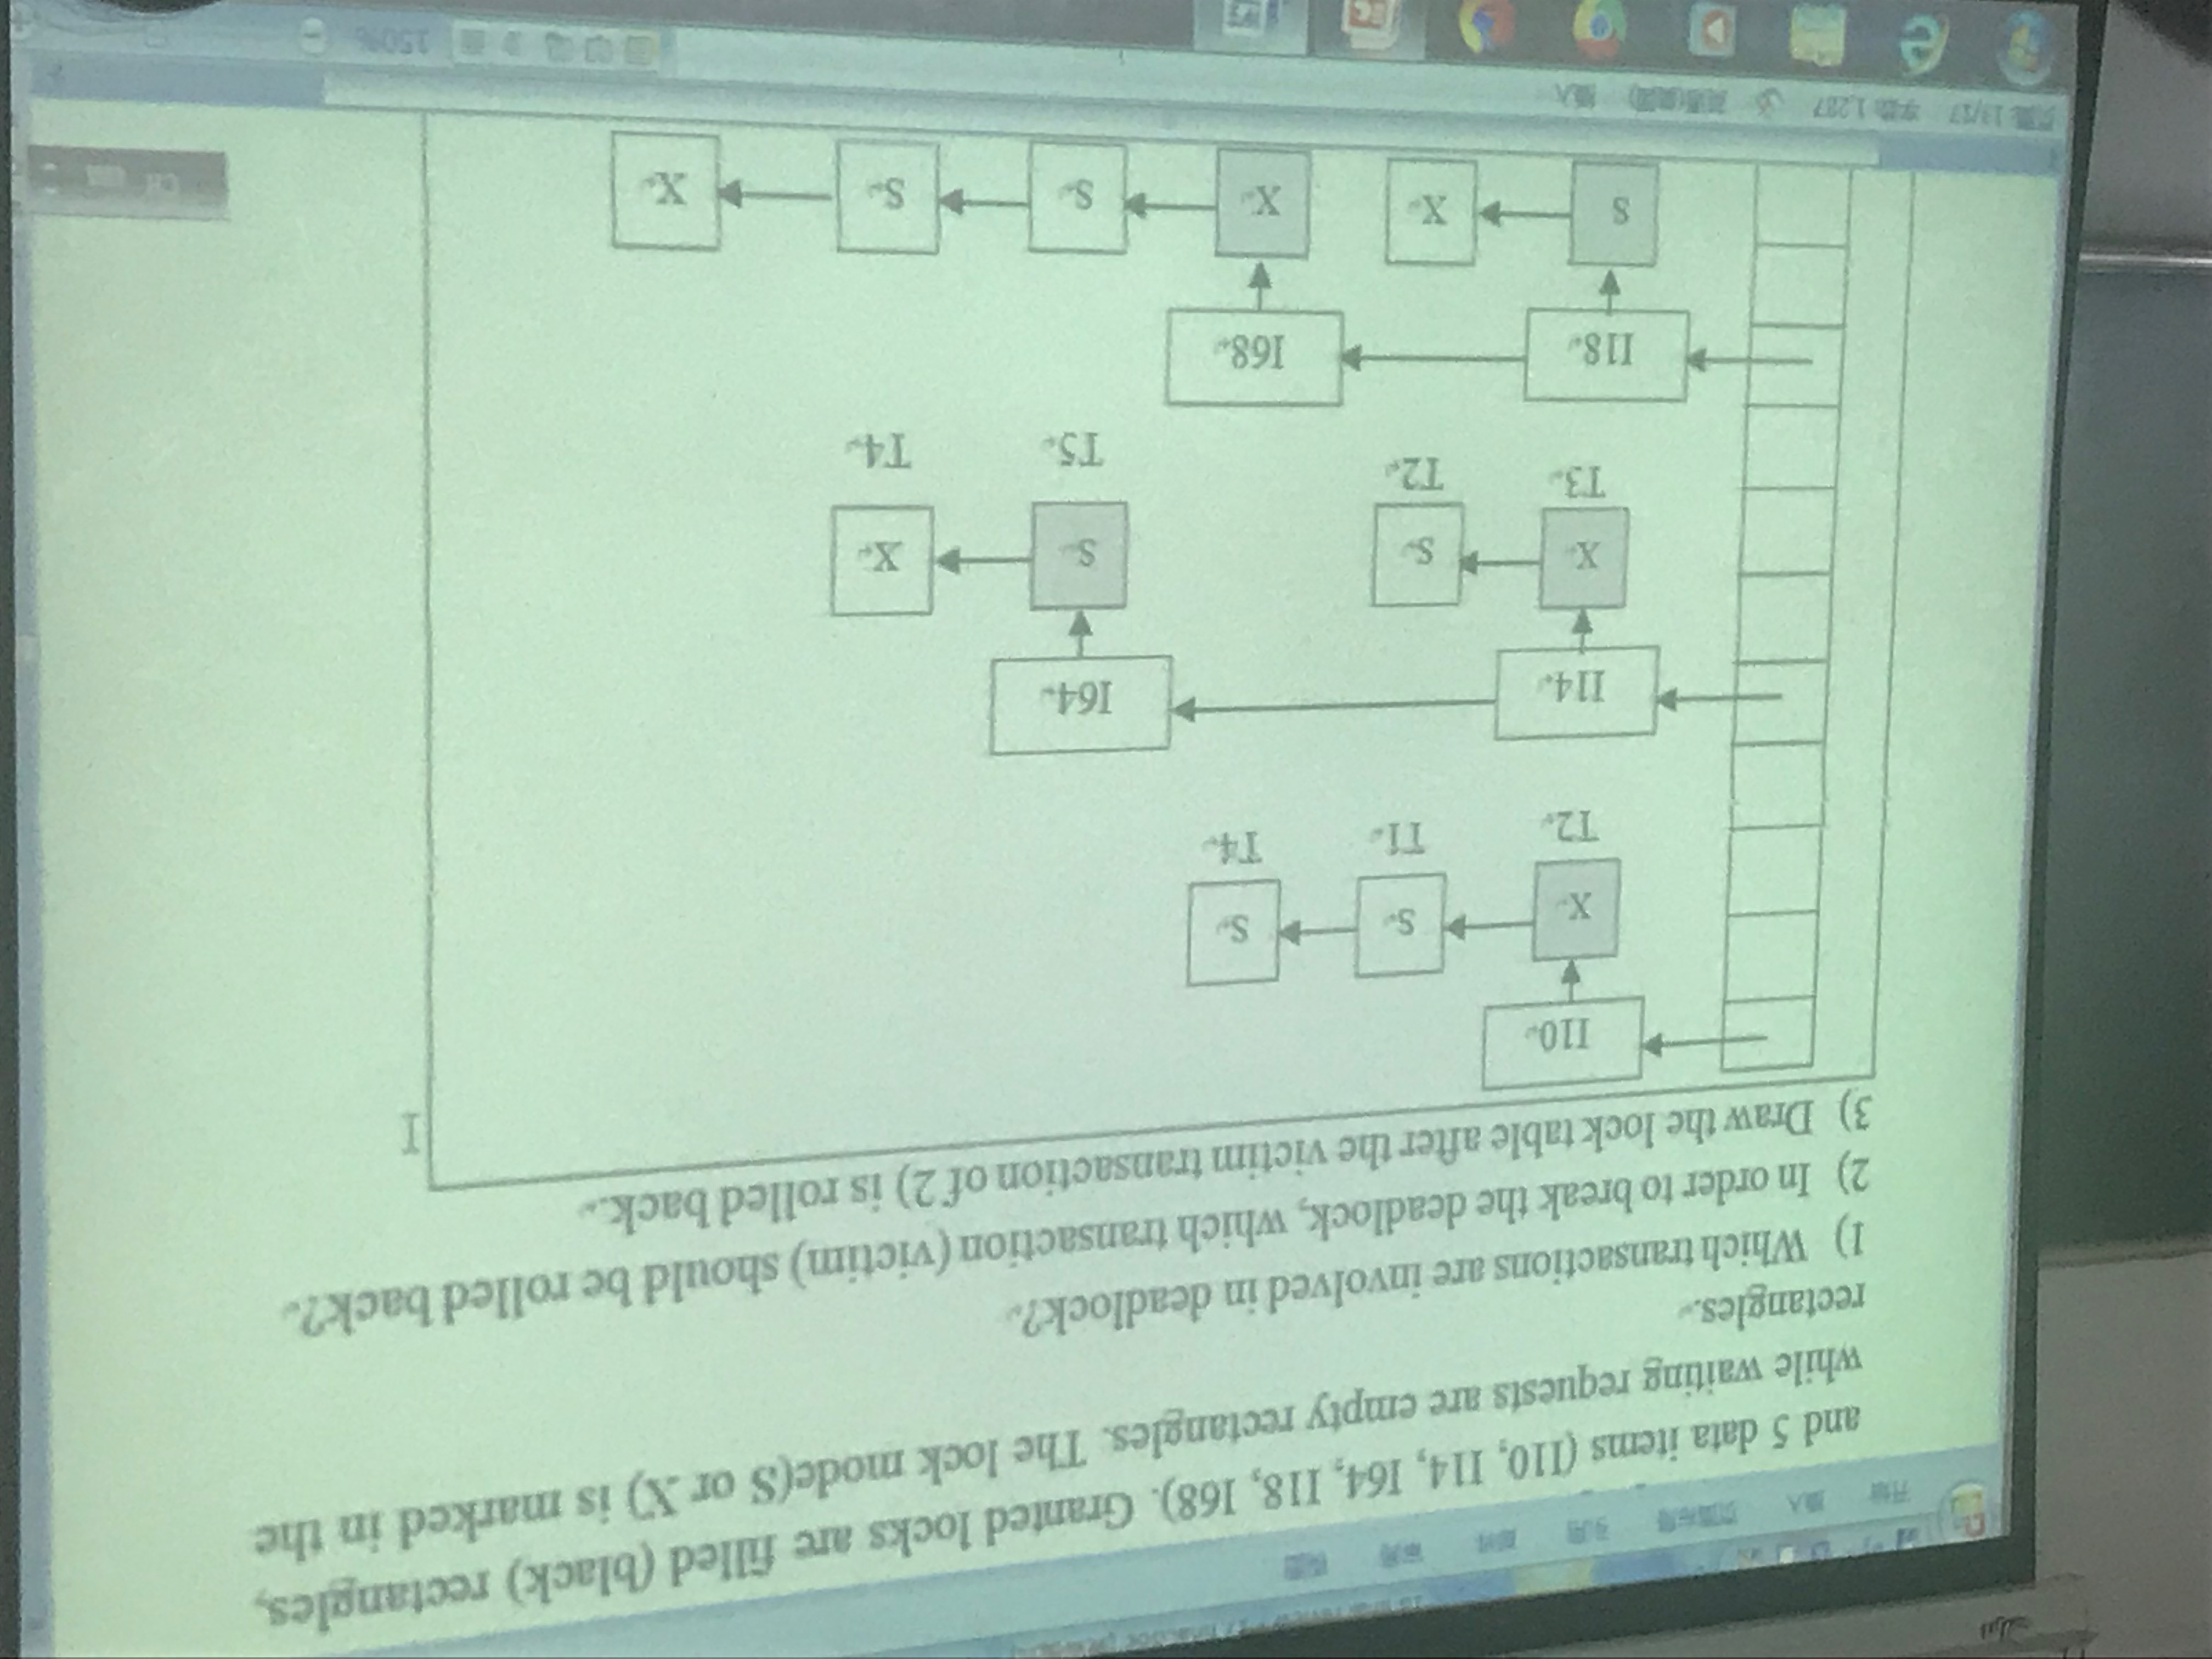 开始 插入 页面布局 引用 邮件 审阅 视图
and 5 data items (I10, I14, I64, I18, I68). Granted locks are filled (black) rectangles,
while waiting requests are empty rectangles. The lock mode(S or X) is marked in the
rectangles.
1) Which transactions are involved in deadlock?
2) In order to break the deadlock, which transaction (victim) should be rolled back?
3) Draw the lock table after the victim transaction of 2) is rolled back.
I10
X S S
T2 T1 T4
I14 I64
X S S X
T3 T2 T5 T4
I18 I68
S X X S S X
页面: 13/17 字数: 1,287 英语(美国) 插入
150%